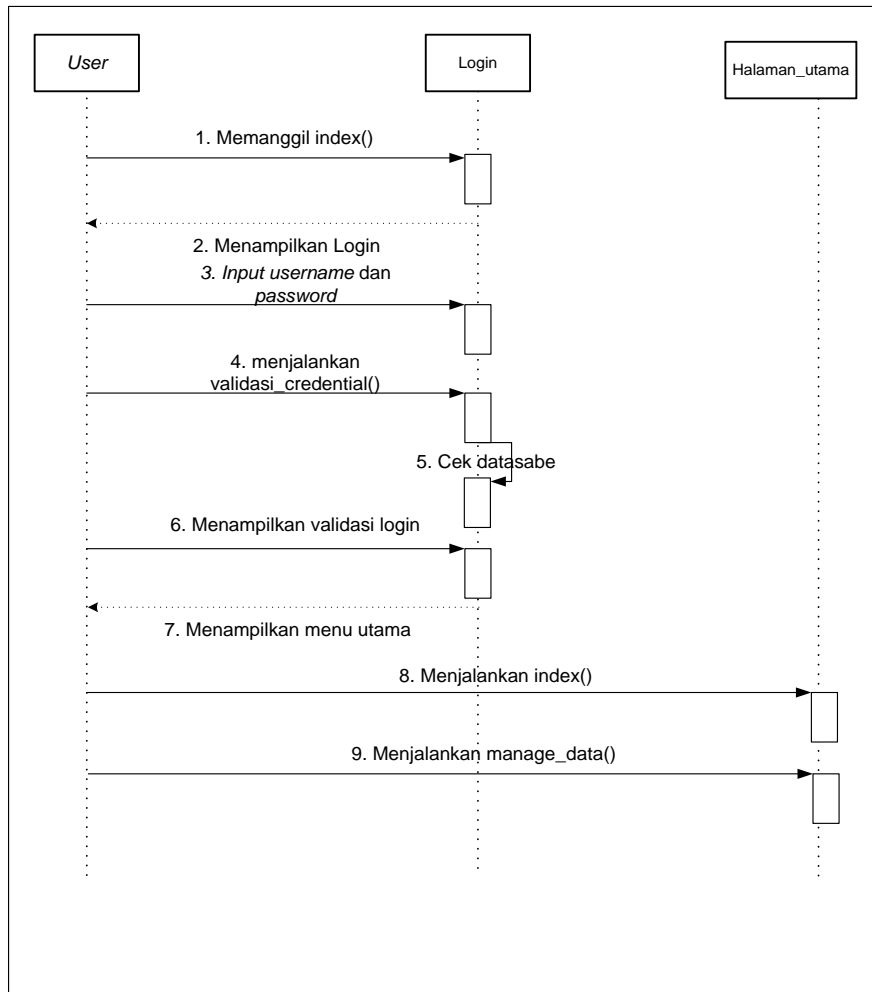 User
Login
Halaman_utama
1. Memanggil index()
2. Menampilkan Login
3. Input username dan
password
4. menjalankan
validasi_credential()
5. Cek datasabe
6. Menampilkan validasi login
7. Menampilkan menu utama
8. Menjalankan index()
9. Menjalankan manage_data()